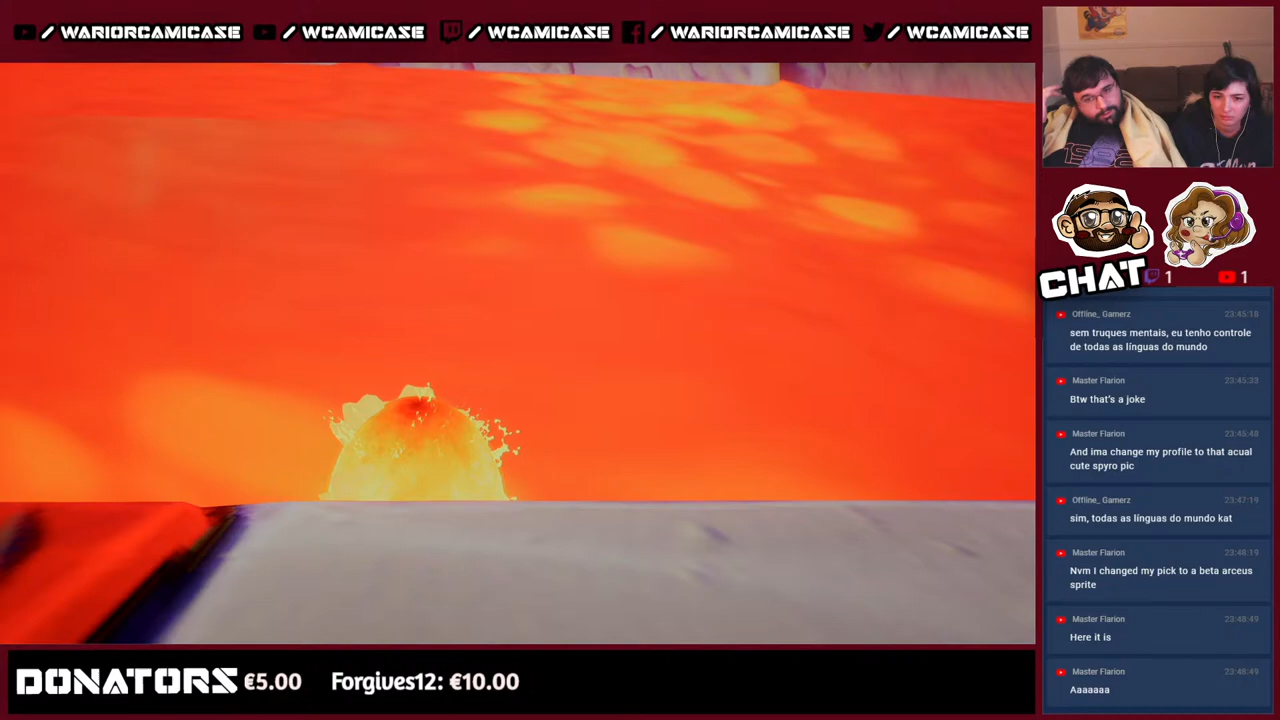 / WARIORCAMICASE / WCAMICASE / WCAMICASE / WARIORCAMICASE / WCAMICASE
CHAT 1 1
Offline_ Gamerz 23:45:18
sem truques mentais, eu tenho controle
de todas as línguas do mundo
Master Flarion 23:45:33
Btw that's a joke
Master Flarion 23:45:48
And ima change my profile to that acual
cute spyro pic
Offline_ Gamerz 23:47:19
sim, todas as línguas do mundo kat
Master Flarion 23:48:19
Nvm I changed my pick to a beta arceus
sprite
Master Flarion 23:48:49
Here it is
Master Flarion 23:48:49
Aaaaaaa
DONATORS €5.00 Forgives12: €10.00